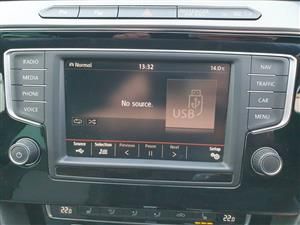 Normal 13:32 14.0°c
RADIO
MEDIA
PHONE
VOICE
No source.
USB
Source Selection Previous Pause Next Setup
NAV
TRAFFIC
CAR
MENU
22.0 22.0